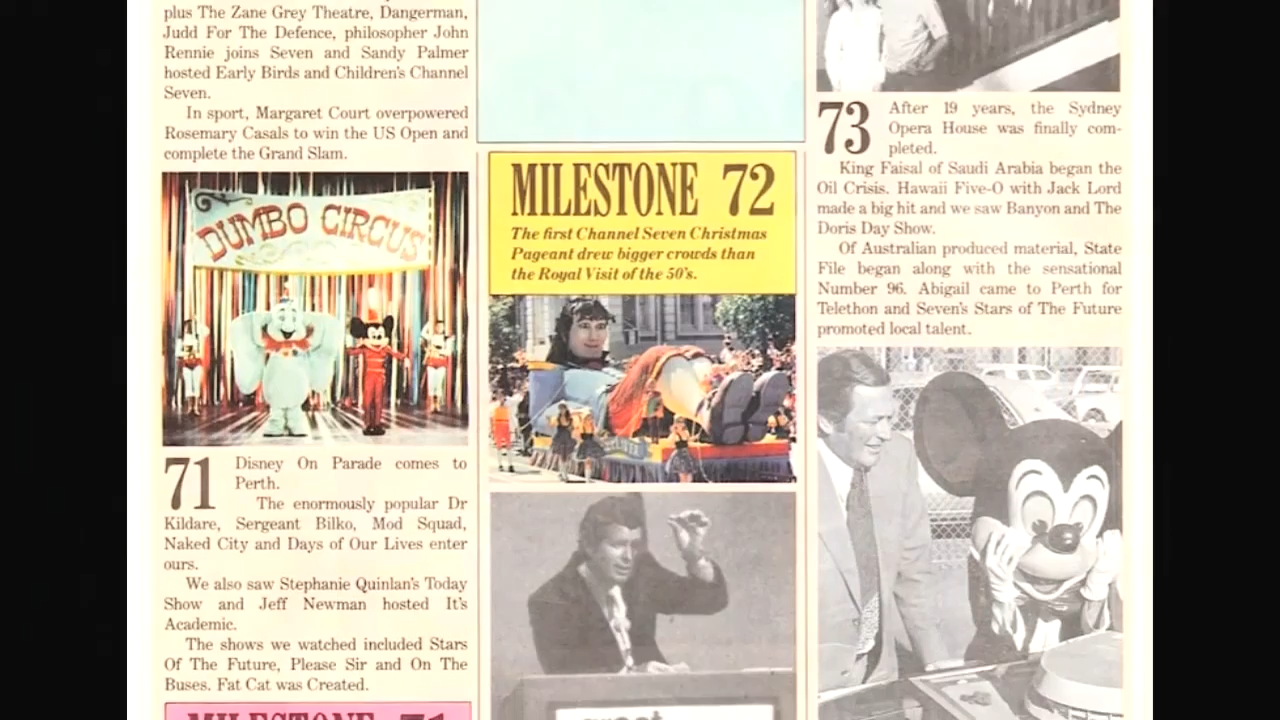 plus The Zane Grey Theatre, Dangerman,
Judd For The Defence, philosopher John
Rennie joins Seven and Sandy Palmer
hosted Early Birds and Children's Channel
Seven.
In sport, Margaret Court overpowered
Rosemary Casals to win the US Open and
complete the Grand Slam.
DUMBO CIRCUS
71 Disney On Parade comes to
Perth.
The enormously popular Dr
Kildare, Sergeant Bilko, Mod Squad,
Naked City and Days of Our Lives enter
ours.
We also saw Stephanie Quinlan's Today
Show and Jeff Newman hosted It's
Academic.
The shows we watched included Stars
Of The Future, Please Sir and On The
Buses. Fat Cat was Created.
MILESTONE 71
MILESTONE 72
The first Channel Seven Christmas
Pageant drew bigger crowds than
the Royal Visit of the 50's.
73 After 19 years, the Sydney
Opera House was finally com-
pleted.
King Faisal of Saudi Arabia began the
Oil Crisis. Hawaii Five-O with Jack Lord
made a big hit and we saw Banyon and The
Doris Day Show.
Of Australian produced material, State
File began along with the sensational
Number 96. Abigail came to Perth for
Telethon and Seven's Stars of The Future
promoted local talent.